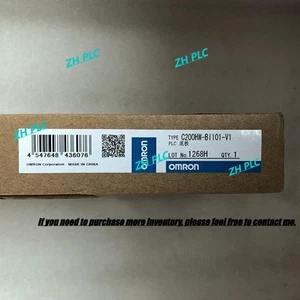 ZH PLC
ZH PLC
TYPE C200HW-BI101-V1
PLC 底板
4 547648 436076
LOT No. 1268H QTY. 1
OMRON Corporation MADE IN CHINA
OMRON
If you need to purchase more inventory, please feel free to contact me.
ZH PLC
ZH PLC